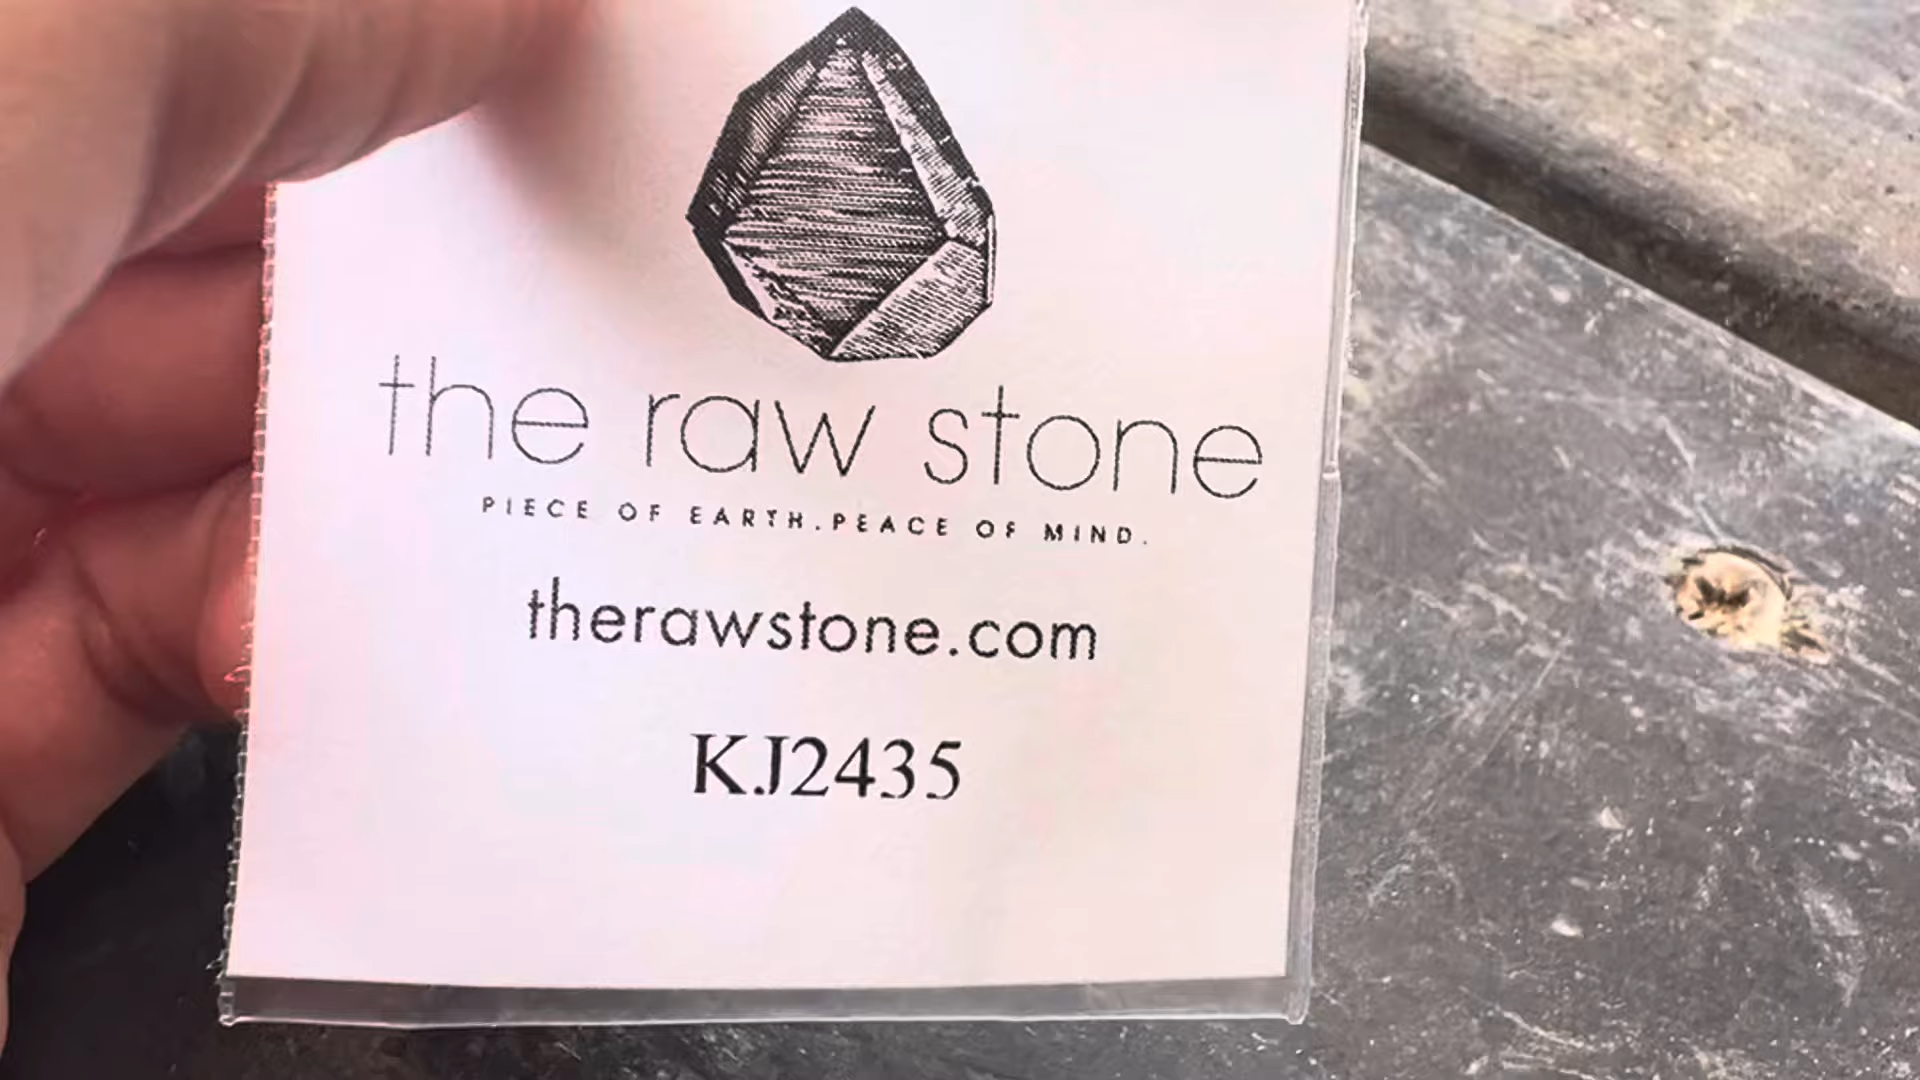 the raw stone
PIECE OF EARTH.PEACE OF MIND.
therawstone.com
KJ2435